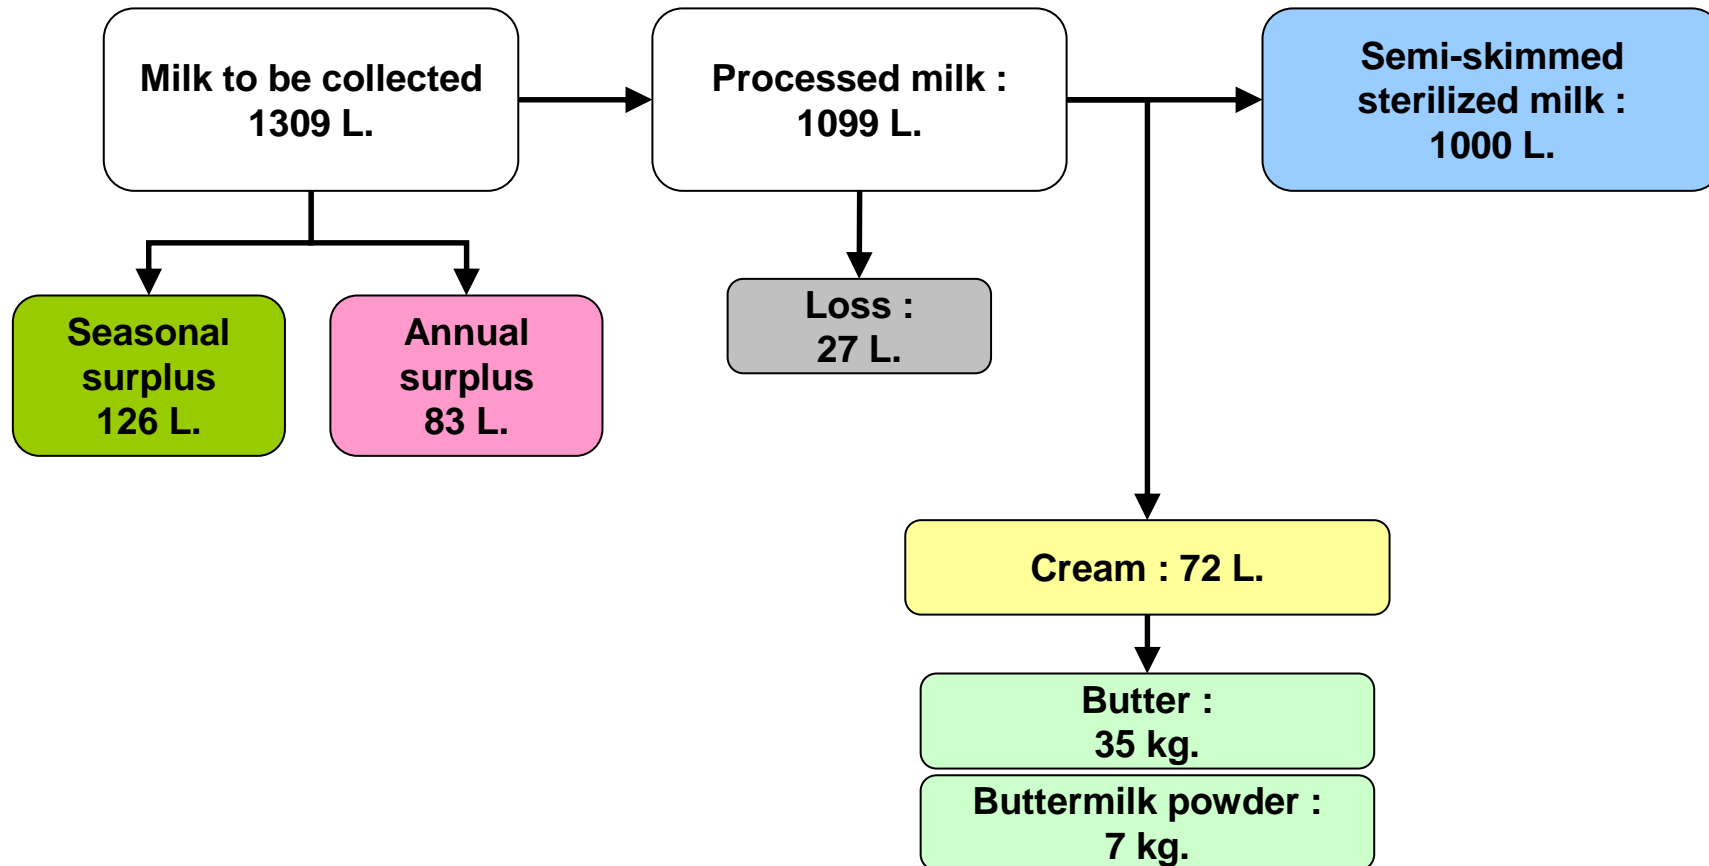 Milk to be collected
1309 L.
Processed milk :
1099 L.
Semi-skimmed
sterilized milk :
1000 L.
Seasonal
surplus
126 L.
Annual
surplus
83 L.
Loss :
27 L.
Cream : 72 L.
Butter :
35 kg.
Buttermilk powder :
7 kg.